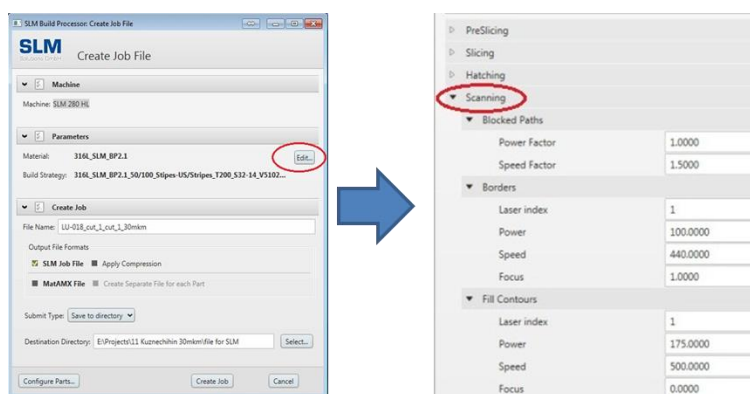 SLM Build Processor: Create Job File
SLM
Create Job File
Machine
Machine: SLM 280 HL
Parameters
Material: 316L_SLM_BP2.1
Edit...
Build Strategy: 316L_SLM_BP2.1_50/100_Stipes-US/Stripes_T200_S32-14_V5102...
Create Job
File Name: LU-018_cut_1_cut_1_30mkm
Output File Formats
SLM Job File Apply Compression
MatAMX File Create Separate File for each Part
Submit Type: Save to directory
Destination Directory: E:\Projects\11 Kuznechihin 30mkm\file for SLM Select...
Configure Parts... Create Job Cancel
PreSlicing
Slicing
Hatching
Scanning
Blocked Paths
Power Factor 1.0000
Speed Factor 1.5000
Borders
Laser index 1
Power 100.0000
Speed 440.0000
Focus 1.0000
Fill Contours
Laser index 1
Power 175.0000
Speed 500.0000
Focus 0.0000